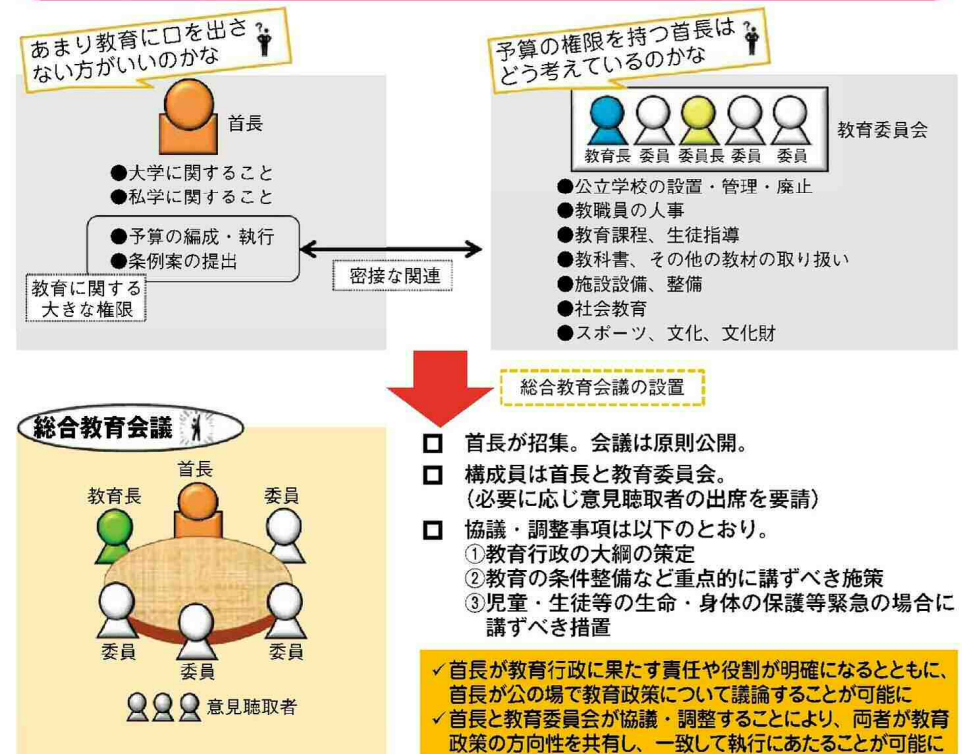 あまり教育に口を出さ
ない方がいいのかな
首長
●大学に関すること
●私学に関すること
●予算の編成・執行
●条例案の提出
教育に関する
大きな権限
密接な関連
予算の権限を持つ首長は
どう考えているのかな
教育長 委員 委員長 委員 委員
教育委員会
●公立学校の設置・管理・廃止
●教職員の人事
●教育課程、生徒指導
●教科書、その他の教材の取り扱い
●施設設備、整備
●社会教育
●スポーツ、文化、文化財
総合教育会議の設置
総合教育会議
首長
教育長
委員
委員
委員
委員
意見聴取者
□ 首長が招集。会議は原則公開。
□ 構成員は首長と教育委員会。
(必要に応じ意見聴取者の出席を要請)
□ 協議・調整事項は以下のとおり。
①教育行政の大綱の策定
②教育の条件整備など重点的に講ずべき施策
③児童・生徒等の生命・身体の保護等緊急の場合に
講ずべき措置
✓首長が教育行政に果たす責任や役割が明確になるとともに、
首長が公の場で教育政策について議論することが可能に
✓首長と教育委員会が協議・調整することにより、両者が教育
政策の方向性を共有し、一致して執行にあたることが可能に